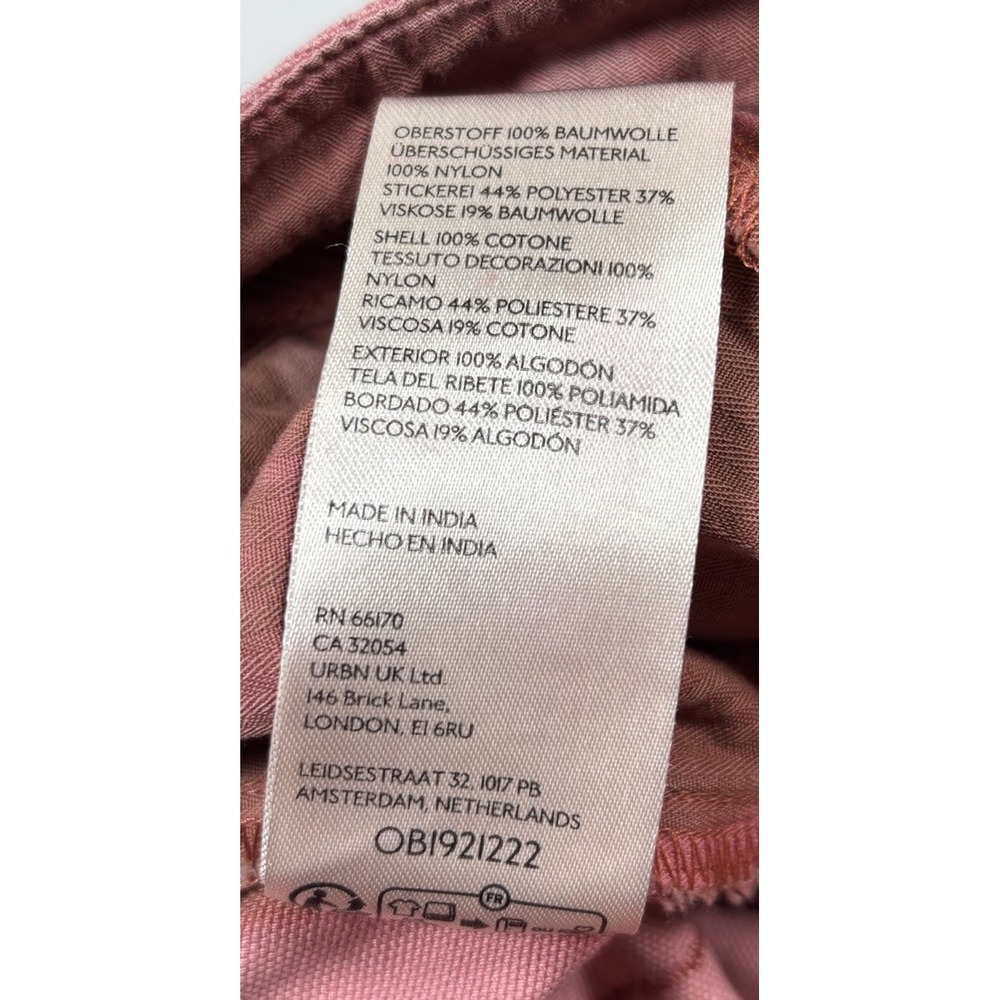 OBERSTOFF 100% BAUMWOLLE
ÜBERSCHÜSSIGES MATERIAL
100% NYLON
STICKEREI 44% POLYESTER 37%
VISKOSE 19% BAUMWOLLE
SHELL 100% COTONE
TESSUTO DECORAZIONI 100%
NYLON
RICAMO 44% POLIESTERE 37%
VISCOSA 19% COTONE
EXTERIOR 100% ALGODÓN
TELA DEL RIBETE 100% POLIAMIDA
BORDADO 44% POLIÉSTER 37%
VISCOSA 19% ALGODÓN
MADE IN INDIA
HECHO EN INDIA
RN 66170
CA 32054
URBN UK Ltd
146 Brick Lane,
LONDON, E1 6RU
LEIDSESTRAAT 32, 1017 PB
AMSTERDAM, NETHERLANDS
OB1921222
FR
OU